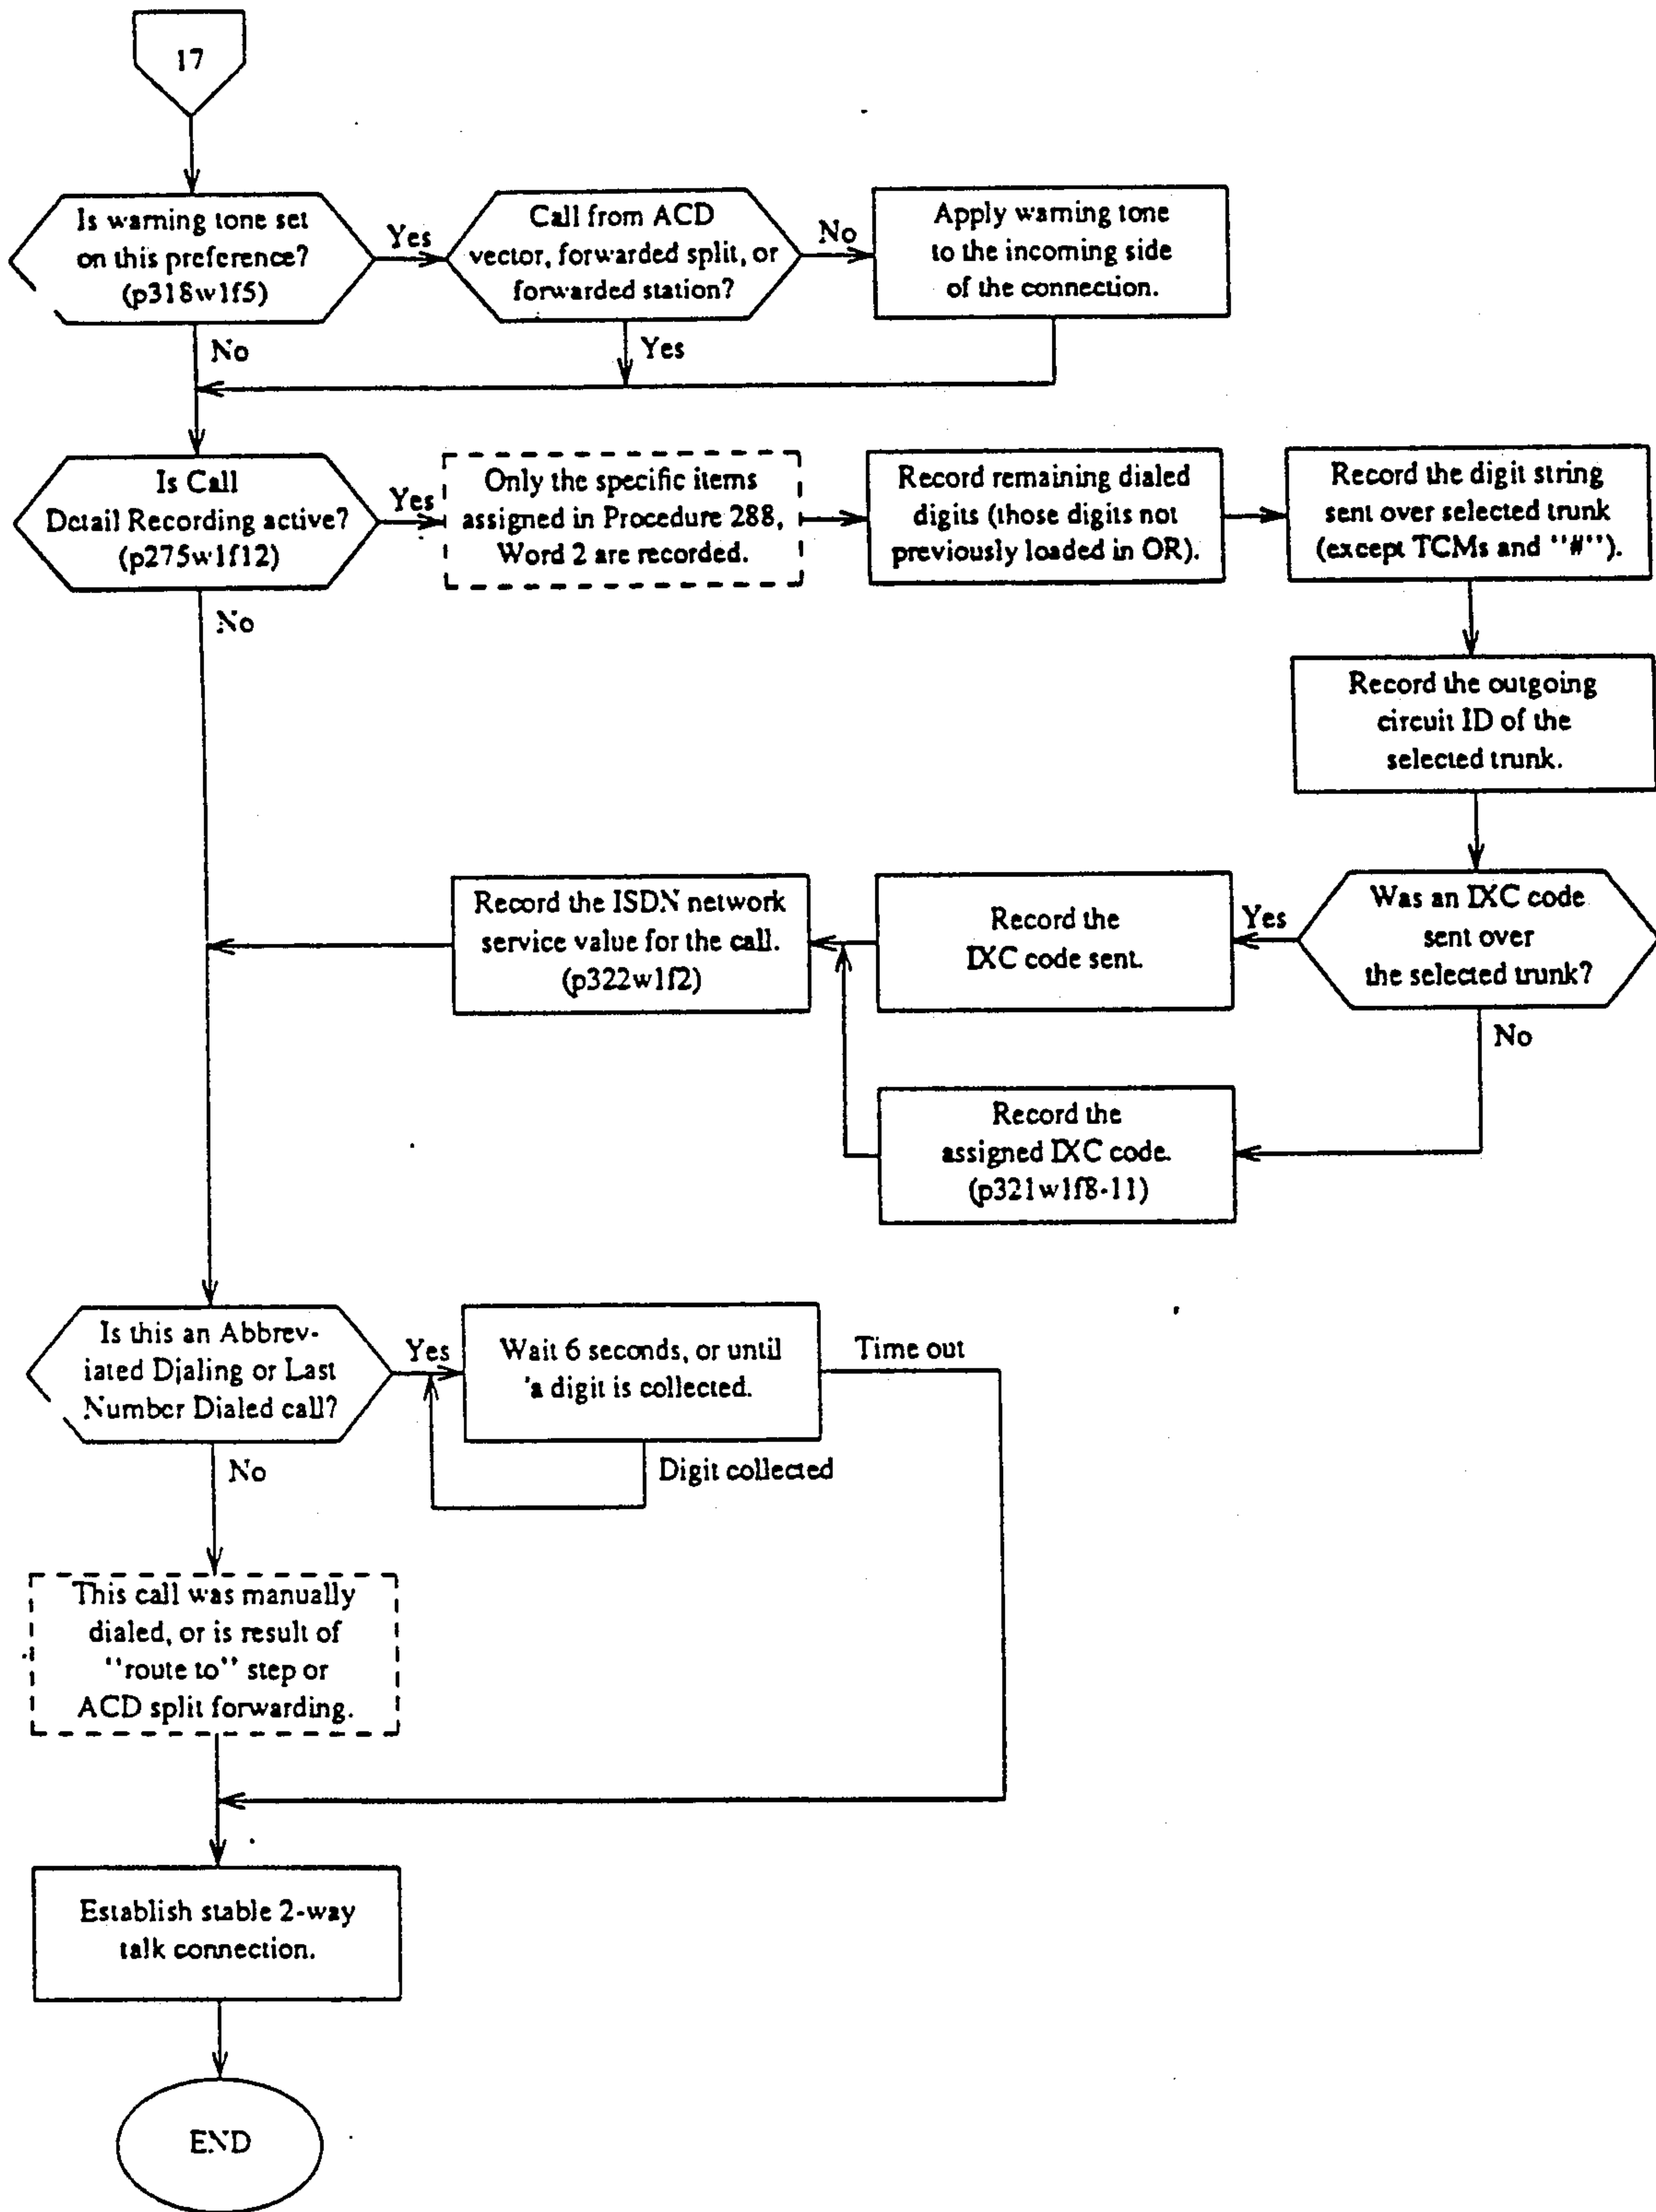 17
Is warning tone set
on this preference?
(p318w1f5)
Yes
Call from ACD
vector, forwarded split, or
forwarded station?
No
Apply warning tone
to the incoming side
of the connection.
No
Yes
Is Call
Detail Recording active?
(p275w1f12)
Yes
Only the specific items
assigned in Procedure 288,
Word 2 are recorded.
Record remaining dialed
digits (those digits not
previously loaded in OR).
Record the digit string
sent over selected trunk
(except TCMs and "#").
No
Record the outgoing
circuit ID of the
selected trunk.
Was an IXC code
sent over
the selected trunk?
Yes
Record the
IXC code sent.
Record the ISDN network
service value for the call.
(p322w1f2)
No
Record the
assigned IXC code.
(p321w1f8-11)
Is this an Abbrev-
iated Dialing or Last
Number Dialed call?
Yes
Wait 6 seconds, or until
a digit is collected.
Time out
No
Digit collected
This call was manually
dialed, or is result of
"route to" step or
ACD split forwarding.
Establish stable 2-way
talk connection.
END